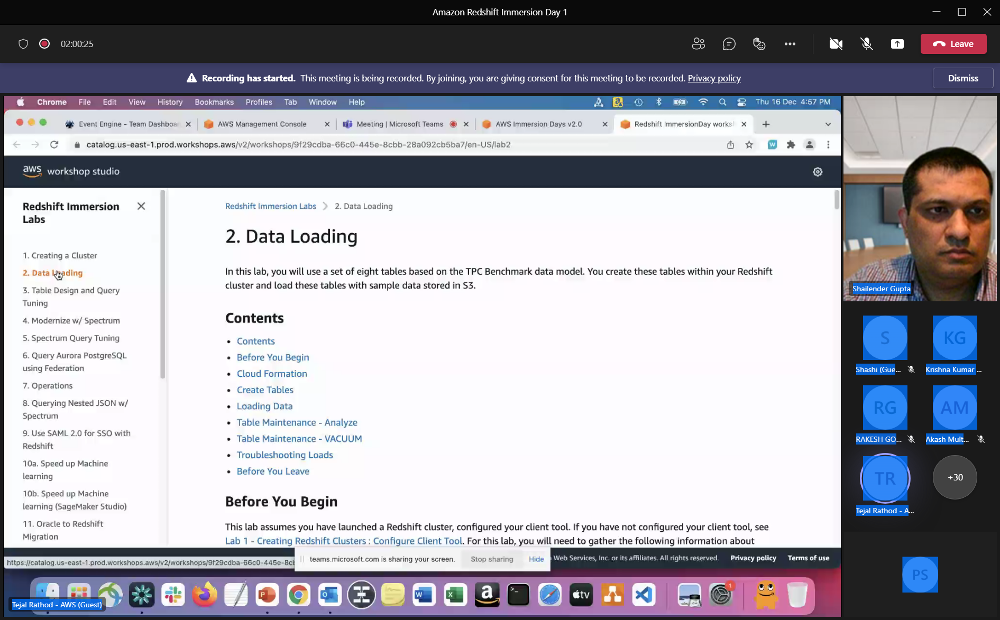 Amazon Redshift Immersion Day 1
02:00:25
Leave
Recording has started. This meeting is being recorded. By joining, you are giving consent for this meeting to be recorded. Privacy policy
Dismiss
Chrome File Edit View History Bookmarks Profiles Tab Window Help
Thu 16 Dec 4:57 PM
Event Engine - Team Dashboar
AWS Management Console
Meeting | Microsoft Teams
AWS Immersion Days v2.0
Redshift ImmersionDay works
catalog.us-east-1.prod.workshops.aws/v2/workshops/9f29cdba-66c0-445e-8cbb-28a092cb5ba7/en-US/lab2
aws workshop studio
Redshift Immersion
Labs
1. Creating a Cluster
2. Data Loading
3. Table Design and Query
Tuning
4. Modernize w/ Spectrum
5. Spectrum Query Tuning
6. Query Aurora PostgreSQL
using Federation
7. Operations
8. Querying Nested JSON w/
Spectrum
9. Use SAML 2.0 for SSO with
Redshift
10a. Speed up Machine
learning
10b. Speed up Machine
learning (SageMaker Studio)
11. Oracle to Redshift
Migration
Redshift Immersion Labs > 2. Data Loading
2. Data Loading
In this lab, you will use a set of eight tables based on the TPC Benchmark data model. You create these tables within your Redshift
cluster and load these tables with sample data stored in S3.
Contents
• Contents
• Before You Begin
• Cloud Formation
• Create Tables
• Loading Data
• Table Maintenance - Analyze
• Table Maintenance - VACUUM
• Troubleshooting Loads
• Before You Leave
Before You Begin
This lab assumes you have launched a Redshift cluster, configured your client tool. If you have not configured your client tool, see
Lab 1 - Creating Redshift Clusters : Configure Client Tool. For this lab, you will need to gather the following information about
https://catalog.us-east-1.prod.workshops.aws/v2/workshops/9f29cdba-66c0-445e-8cb
teams.microsoft.com is sharing your screen. Stop sharing Hide
Web Services, Inc. or its affiliates. All rights reserved. Privacy policy Terms of use
Tejal Rathod - AWS (Guest)
Shailender Gupta
S
Shashi (Gue...
KG
Krishna Kumar ...
RG
RAKESH GO...
AM
Akash Mult...
TR
Tejal Rathod - A...
+30
PS
P
O
W
X
a
tv
1